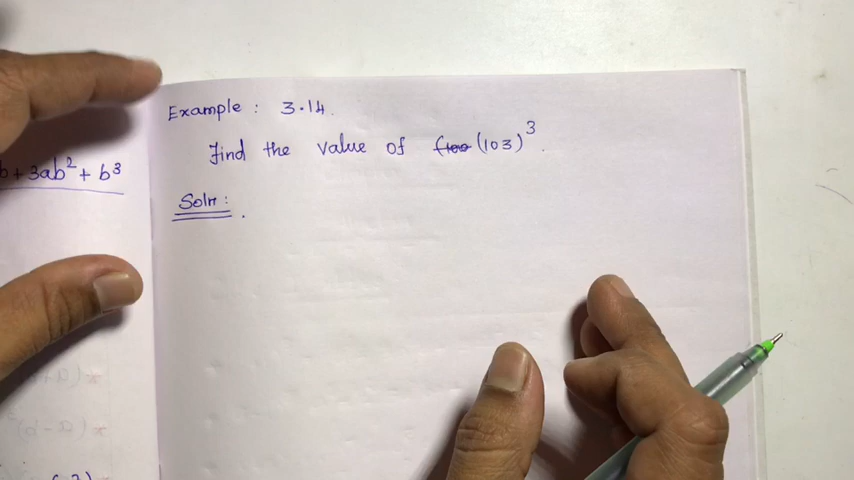 b + 3ab² + b³
Example : 3.14.
Find the value of (103)³.
Soln :